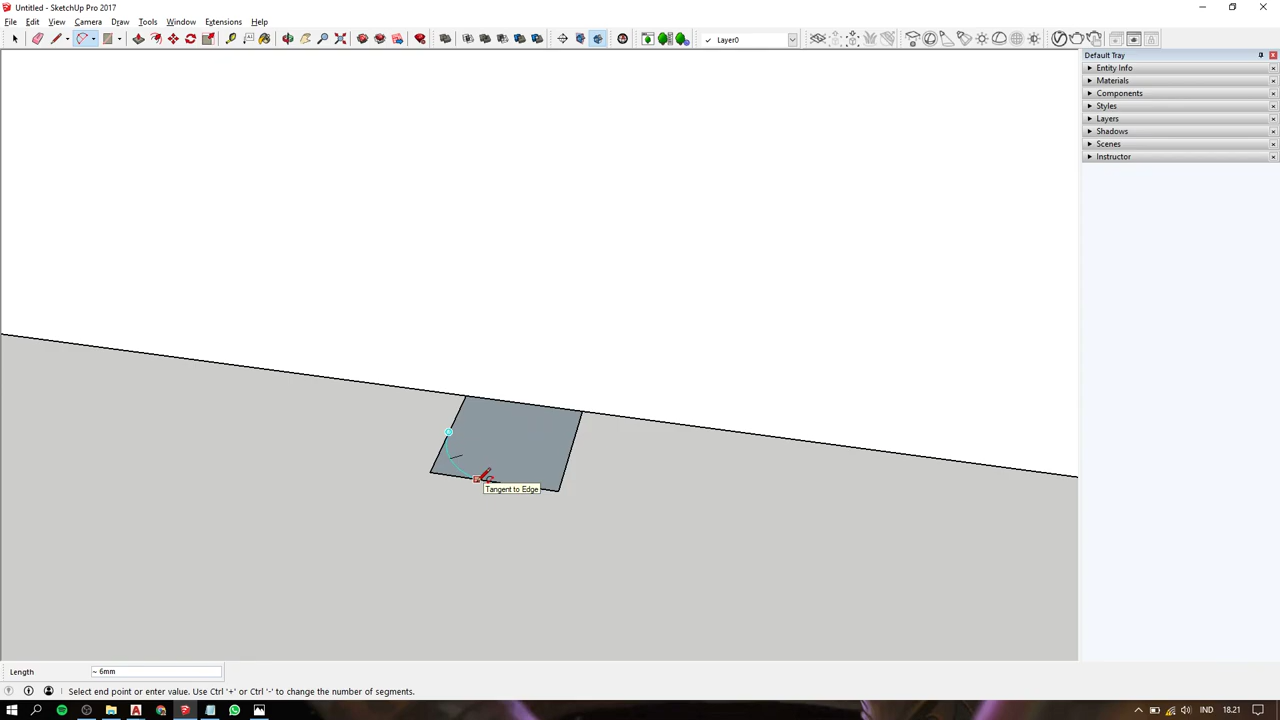 Untitled - SketchUp Pro 2017
File Edit View Camera Draw Tools Window Extensions Help
Layer0
Default Tray
Entity Info
Materials
Components
Styles
Layers
Shadows
Scenes
Instructor
Tangent to Edge
Length ~ 6mm
Select end point or enter value. Use Ctrl '+' or Ctrl '-' to change the number of segments.
IND 18.21